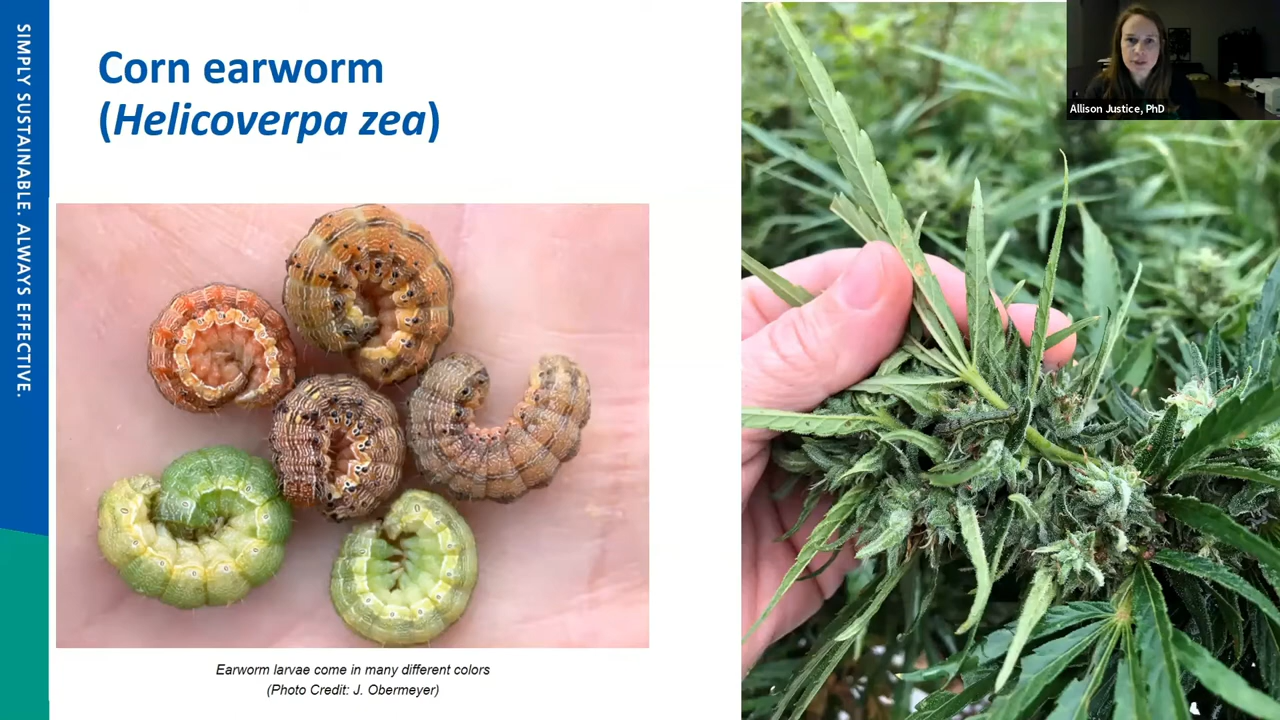 SIMPLY SUSTAINABLE. ALWAYS EFFECTIVE.
Corn earworm
(Helicoverpa zea)
Allison Justice, PhD
Earworm larvae come in many different colors
(Photo Credit: J. Obermeyer)